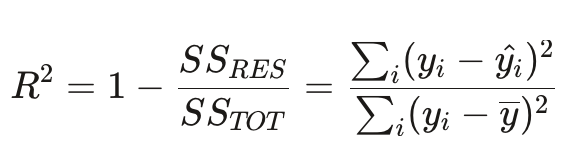 R² = 1 − SS_RES / SS_TOT = ∑ᵢ(yᵢ − ŷᵢ)² / ∑ᵢ(yᵢ − ȳ)²